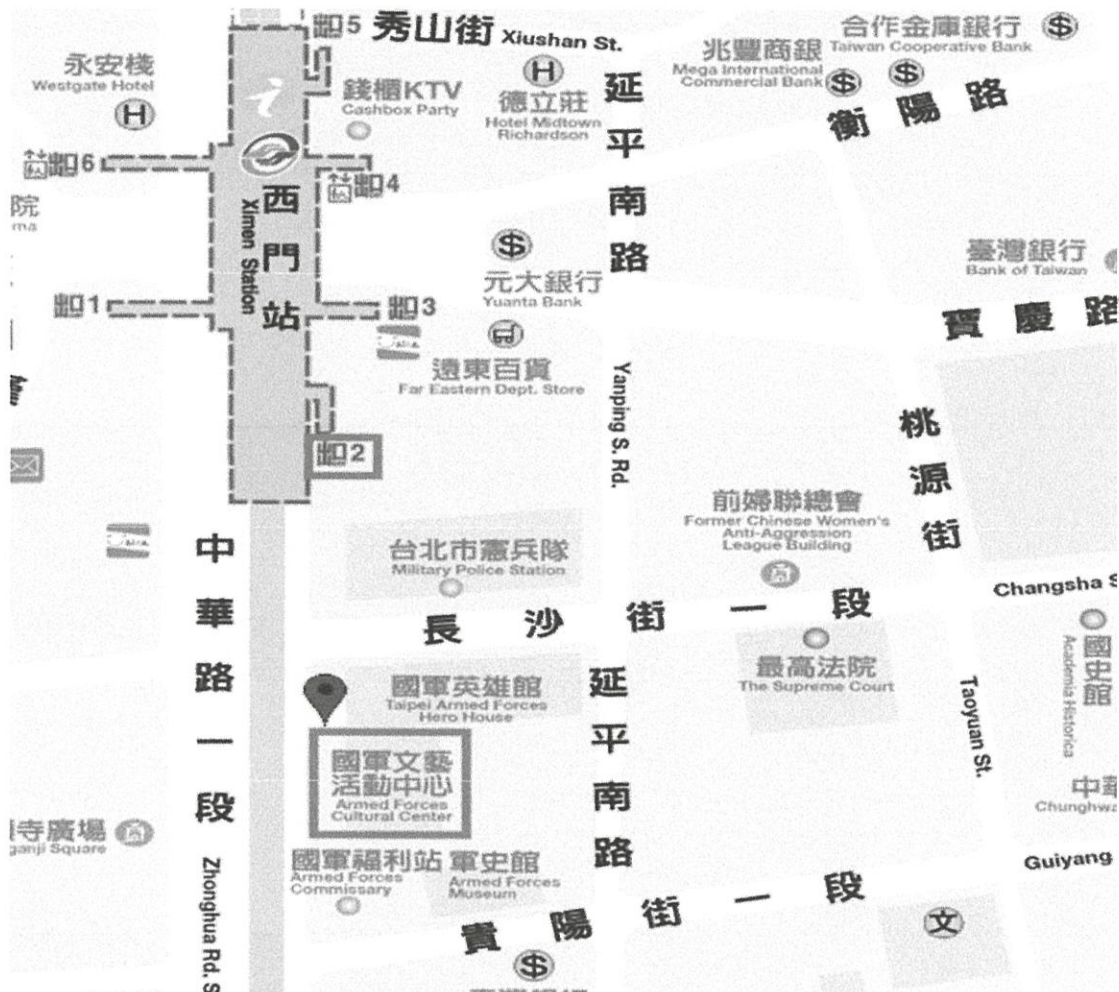 出口5
秀山街 Xiushan St.
合作金庫銀行
Taiwan Cooperative Bank
兆豐商銀
Mega International
Commercial Bank
永安棧
Westgate Hotel
H
錢櫃KTV
Cashbox Party
H
德立莊
Hotel Midtown
Richardson
延平南路
衡陽路
$
$
$
出口6
出口4
院
ma
西門站
Ximen Station
$
元大銀行
Yuanta Bank
臺灣銀行
Bank of Taiwan
出口1
出口3
寶慶路
遠東百貨
Far Eastern Dept. Store
Yanping S. Rd.
桃源街
出口2
前婦聯總會
Former Chinese Women's
Anti-Aggression
League Building
中華路一段
台北市憲兵隊
Military Police Station
Changsha S
長沙街一段
國軍英雄館
Taipei Armed Forces
Hero House
延平南路
最高法院
The Supreme Court
國史館
Academia Historica
Taoyuan St.
國軍文藝
活動中心
Armed Forces
Cultural Center
中華
Chunghwa
寺廣場
ganji Square
國軍福利站
Armed Forces
Commissary
軍史館
Armed Forces
Museum
Guiyang
Zhonghua Rd. S
貴陽街一段
文
$